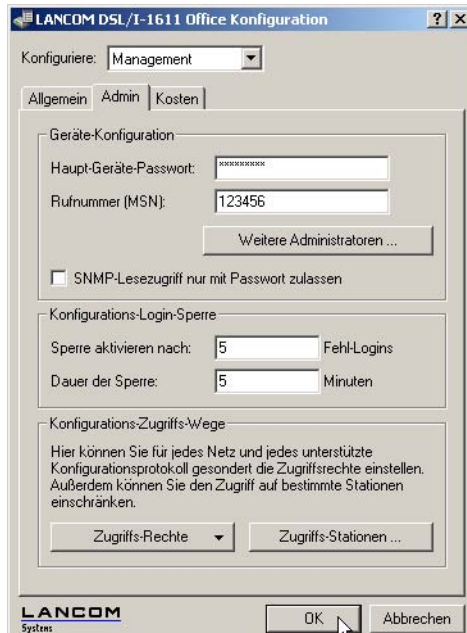 LANCOM DSL/I-1611 Office Konfiguration
Konfiguriere: Management
Allgemein Admin Kosten
Geräte-Konfiguration
Haupt-Geräte-Passwort: *********
Rufnummer (MSN): 123456
Weitere Administratoren ...
SNMP-Lesezugriff nur mit Passwort zulassen
Konfigurations-Login-Sperre
Sperre aktivieren nach: 5 Fehl-Logins
Dauer der Sperre: 5 Minuten
Konfigurations-Zugriffs-Wege
Hier können Sie für jedes Netz und jedes unterstützte
Konfigurationsprotokoll gesondert die Zugriffsrechte einstellen.
Außerdem können Sie den Zugriff auf bestimmte Stationen
einschränken.
Zugriffs-Rechte Zugriffs-Stationen ...
LANCOM
Systems
OK Abbrechen